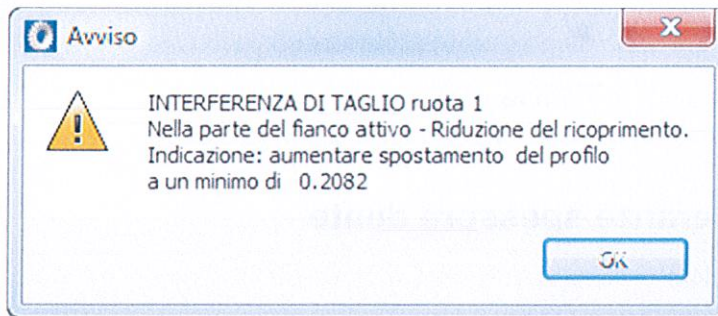 Avviso
INTERFERENZA DI TAGLIO ruota 1
Nella parte del fianco attivo - Riduzione del ricoprimento.
Indicazione: aumentare spostamento del profilo
a un minimo di 0.2082
OK